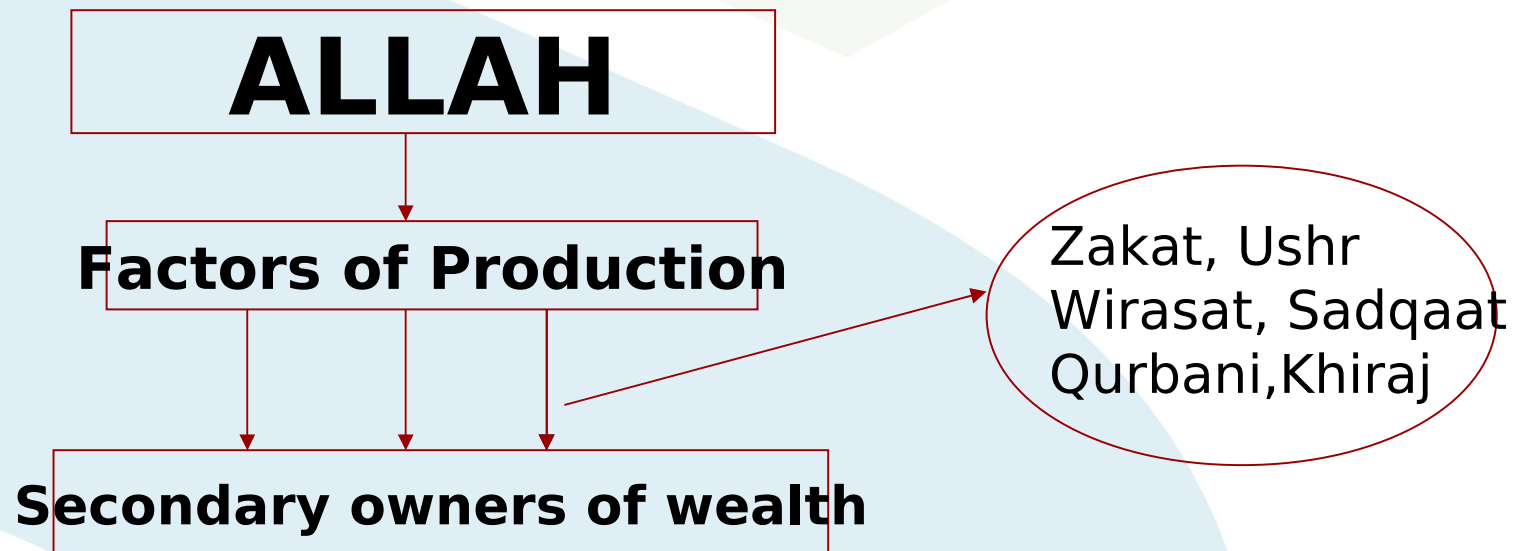 ALLAH
Factors of Production
Zakat, Ushr
Wirasat, Sadqaat
Qurbani,Khiraj
Secondary owners of wealth